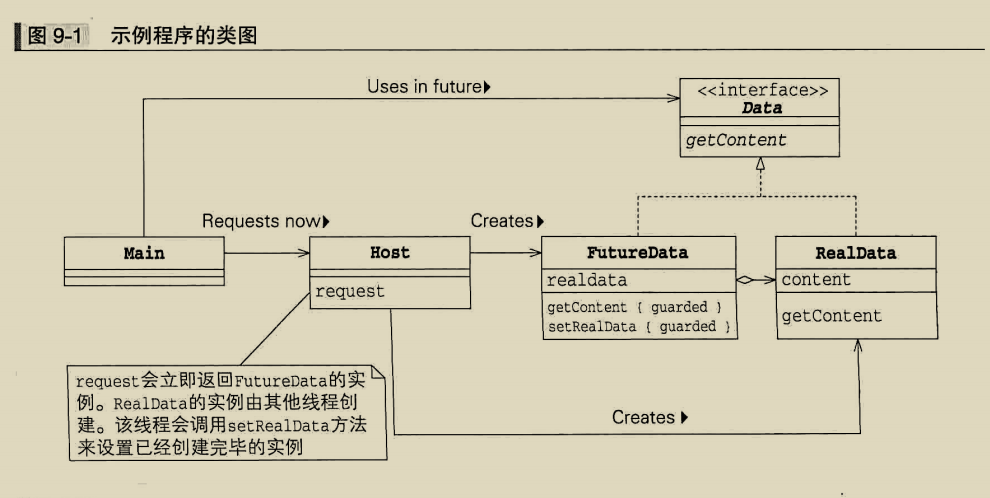 图 9-1 示例程序的类图
Uses in future
<<interface>>
Data
getContent
Requests now
Creates
Main
Host
request
FutureData
realdata
getContent { guarded }
setRealData { guarded }
RealData
content
getContent
request会立即返回FutureData的实
例。RealData的实例由其他线程创
建。该线程会调用setRealData方法
来设置已经创建完毕的实例
Creates